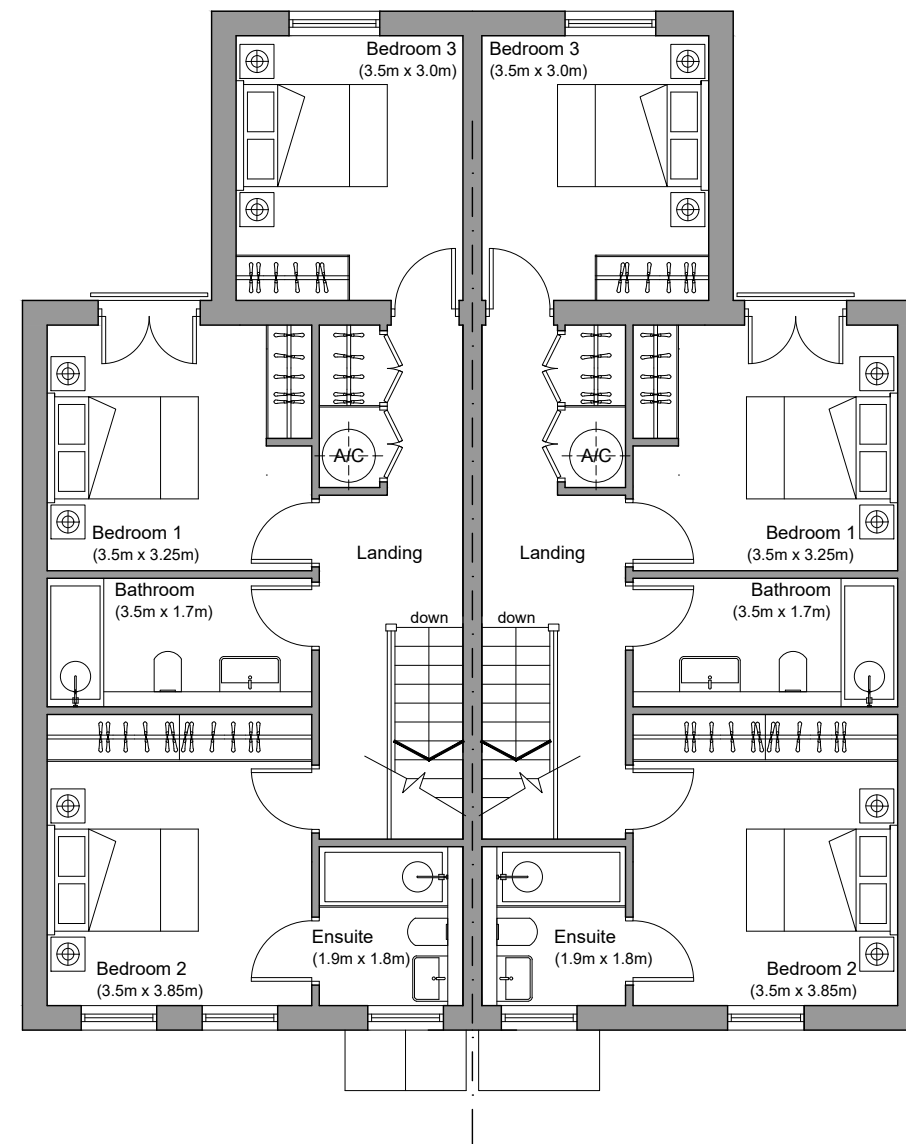 Bedroom 3
(3.5m x 3.0m)
Bedroom 3
(3.5m x 3.0m)
A/C
A/C
Bedroom 1
(3.5m x 3.25m)
Landing
Landing
Bedroom 1
(3.5m x 3.25m)
Bathroom
(3.5m x 1.7m)
down
down
Bathroom
(3.5m x 1.7m)
Ensuite
(1.9m x 1.8m)
Ensuite
(1.9m x 1.8m)
Bedroom 2
(3.5m x 3.85m)
Bedroom 2
(3.5m x 3.85m)